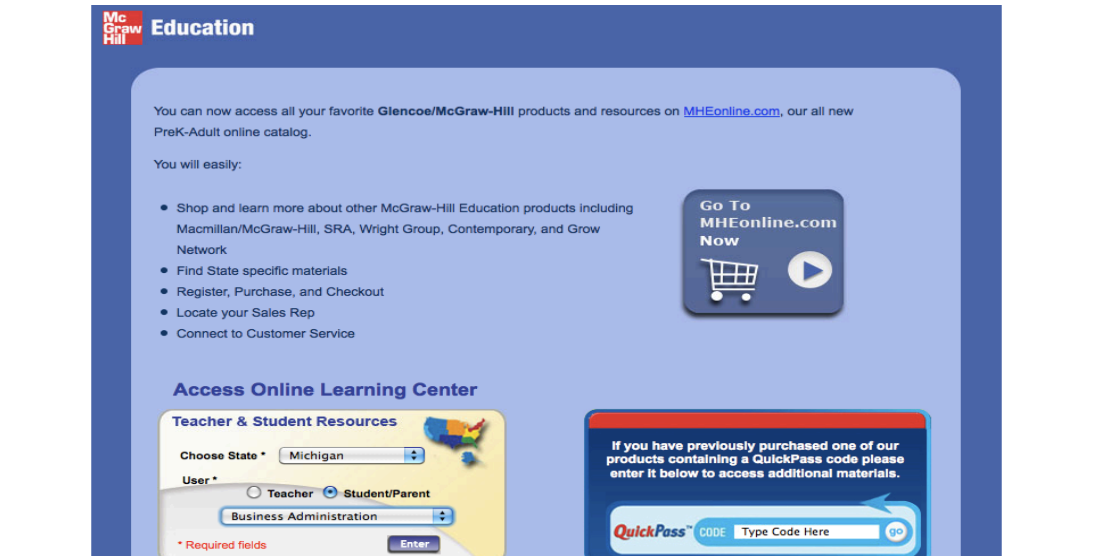 Mc
Graw
Hill
Education
You can now access all your favorite Glencoe/McGraw-Hill products and resources on MHEonline.com, our all new
PreK-Adult online catalog.
You will easily:
• Shop and learn more about other McGraw-Hill Education products including
Macmillan/McGraw-Hill, SRA, Wright Group, Contemporary, and Grow
Network
• Find State specific materials
• Register, Purchase, and Checkout
• Locate your Sales Rep
• Connect to Customer Service
Go To
MHEonline.com
Now
Access Online Learning Center
Teacher & Student Resources
Choose State * Michigan
User *
Teacher Student/Parent
Business Administration
* Required fields Enter
If you have previously purchased one of our
products containing a QuickPass code please
enter it below to access additional materials.
QuickPass™ CODE Type Code Here go